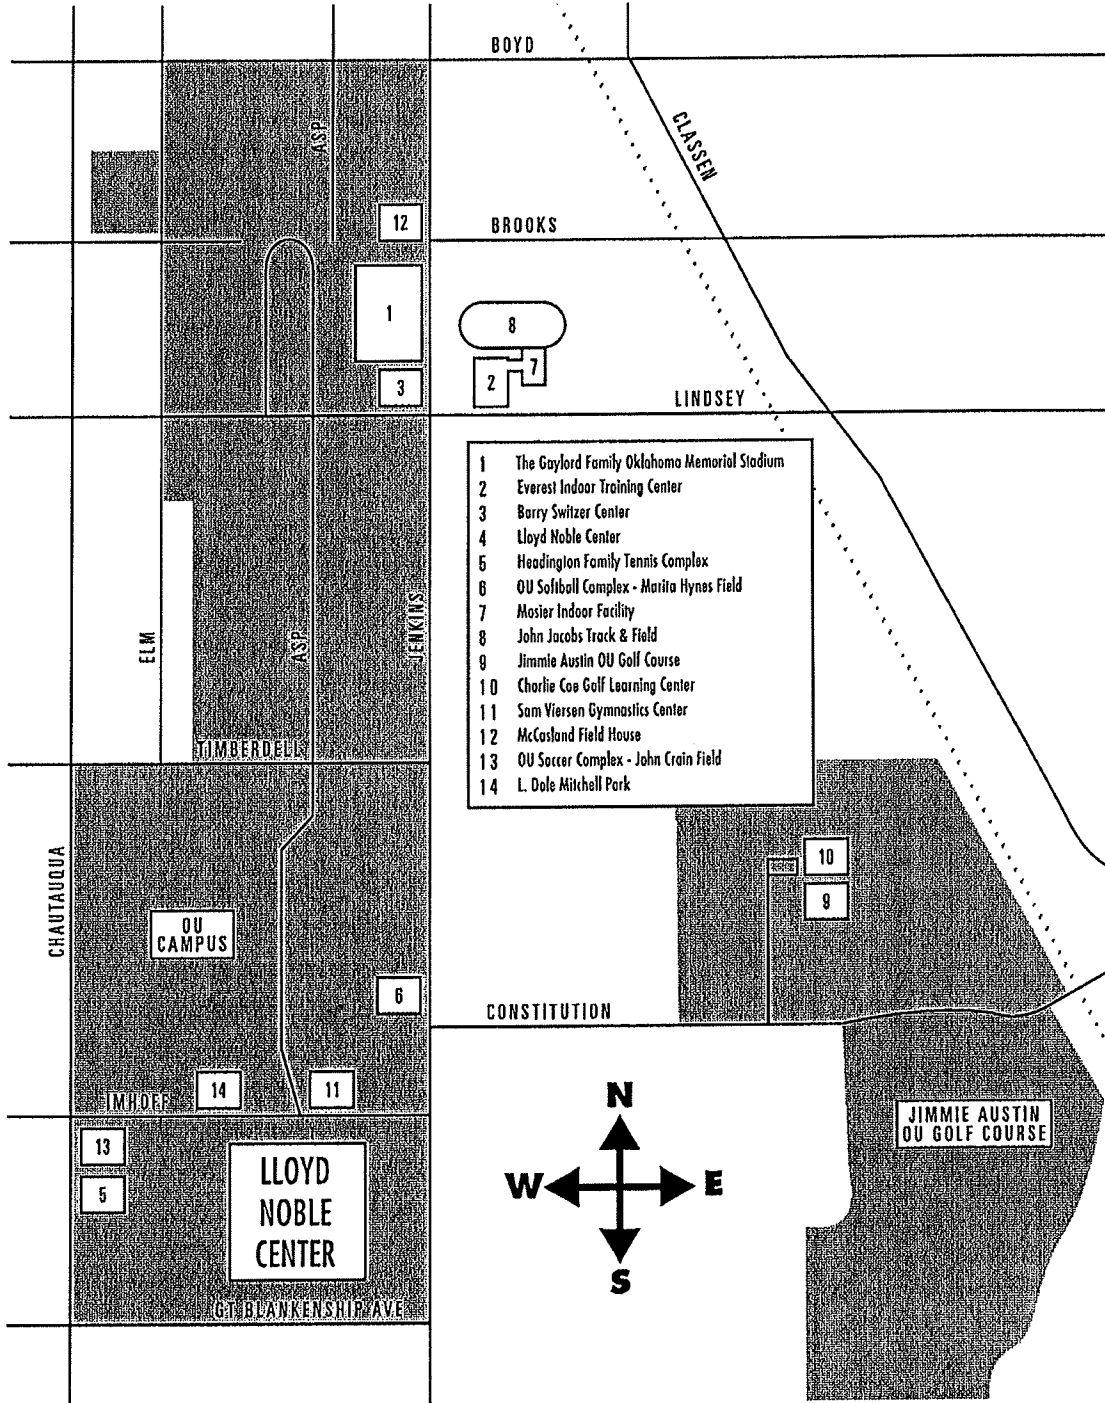 BOYD
CLASSEN
ASP
12
BROOKS
1
8
7
2
3
LINDSEY
1 The Gaylord Family Oklahoma Memorial Stadium
2 Everest Indoor Training Center
3 Barry Switzer Center
4 Lloyd Noble Center
5 Headington Family Tennis Complex
6 OU Softball Complex - Marita Hynes Field
7 Mosier Indoor Facility
8 John Jacobs Track & Field
9 Jimmie Austin OU Golf Course
10 Charlie Coe Golf Learning Center
11 Sam Viersen Gymnastics Center
12 McCasland Field House
13 OU Soccer Complex - John Crain Field
14 L. Dale Mitchell Park
ELM
ASP
JENKINS
TIMBERDELL
CHAUTAUQUA
10
9
OU
CAMPUS
6
CONSTITUTION
14
11
IMHOFF
13
5
LLOYD
NOBLE
CENTER
N
W E
S
JIMMIE AUSTIN
OU GOLF COURSE
GT BLANKENSHIP AVE